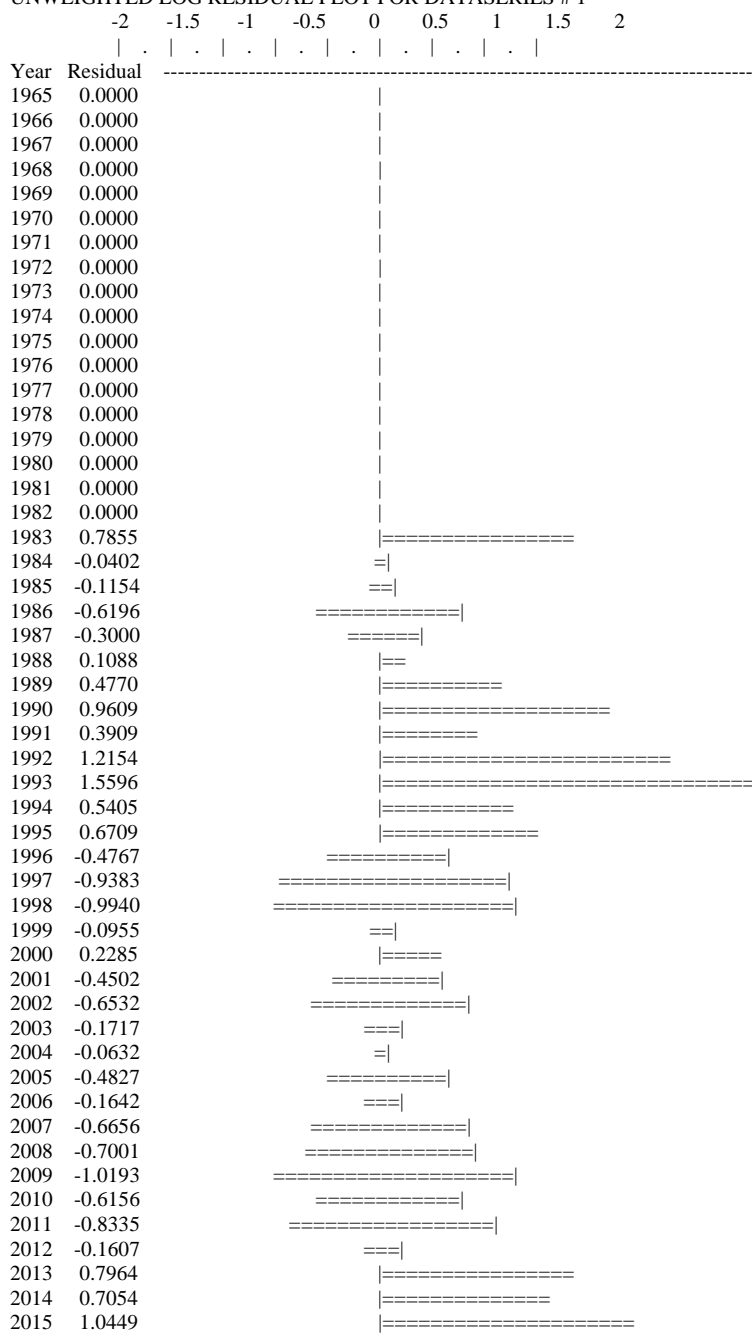 UNWEIGHTED LOG RESIDUAL PLOT FOR DATASERIES # 1
-2 -1.5 -1 -0.5 0 0.5 1 1.5 2
| . | . | . | . | . | . | . | . |
Year Residual ----------------------------------------------------------------------------------
1965 0.0000 |
1966 0.0000 |
1967 0.0000 |
1968 0.0000 |
1969 0.0000 |
1970 0.0000 |
1971 0.0000 |
1972 0.0000 |
1973 0.0000 |
1974 0.0000 |
1975 0.0000 |
1976 0.0000 |
1977 0.0000 |
1978 0.0000 |
1979 0.0000 |
1980 0.0000 |
1981 0.0000 |
1982 0.0000 |
1983 0.7855 |================
1984 -0.0402 =|
1985 -0.1154 ==|
1986 -0.6196 ============|
1987 -0.3000 ======|
1988 0.1088 |==
1989 0.4770 |==========
1990 0.9609 |===================
1991 0.3909 |========
1992 1.2154 |========================
1993 1.5596 |===============================
1994 0.5405 |===========
1995 0.6709 |=============
1996 -0.4767 ==========|
1997 -0.9383 ===================|
1998 -0.9940 ====================|
1999 -0.0955 ==|
2000 0.2285 |=====
2001 -0.4502 =========|
2002 -0.6532 =============|
2003 -0.1717 ===|
2004 -0.0632 =|
2005 -0.4827 ==========|
2006 -0.1642 ===|
2007 -0.6656 =============|
2008 -0.7001 ==============|
2009 -1.0193 ====================|
2010 -0.6156 ============|
2011 -0.8335 =================|
2012 -0.1607 ===|
2013 0.7964 |================
2014 0.7054 |==============
2015 1.0449 |=====================